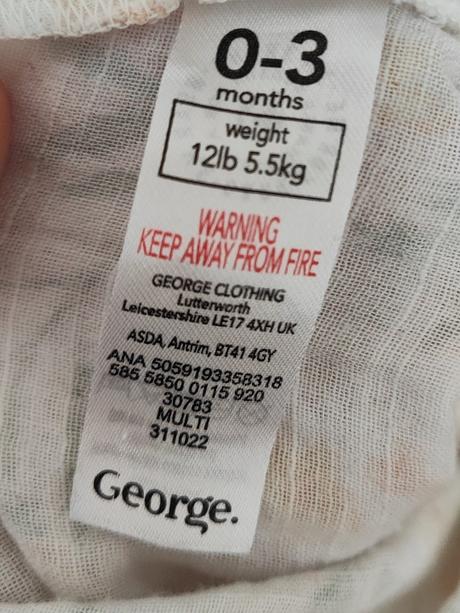 0-3
months
weight
12lb 5.5kg
WARNING
KEEP AWAY FROM FIRE
GEORGE CLOTHING
Lutterworth
Leicestershire LE17 4XH UK
ASDA, Antrim, BT41 4GY
ANA 5059193358318
585 5850 0115 920
30783
MULTI
311022
George.